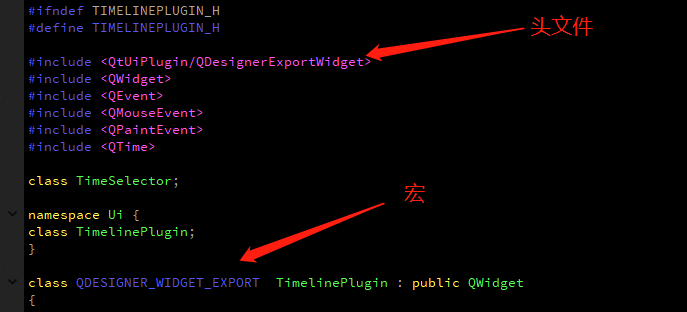 #ifndef TIMELINEPLUGIN_H
#define TIMELINEPLUGIN_H
头文件
#include <QtUiPlugin/QDesignerExportWidget>
#include <QWidget>
#include <QEvent>
#include <QMouseEvent>
#include <QPaintEvent>
#include <QTime>
class TimeSelector;
宏
namespace Ui {
class TimelinePlugin;
}
class QDESIGNER_WIDGET_EXPORT  TimelinePlugin : public QWidget
{